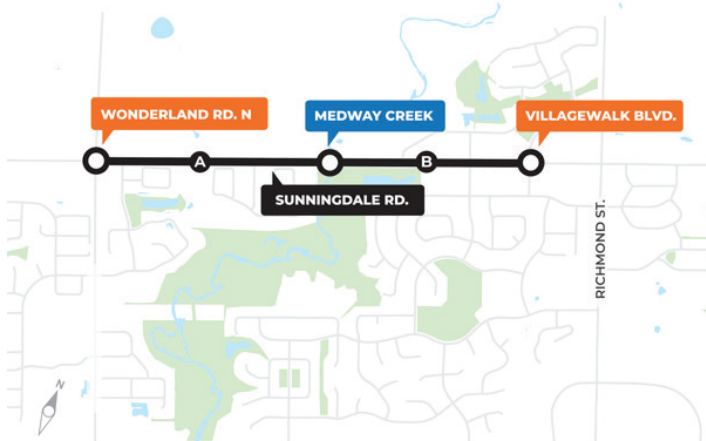 WONDERLAND RD. N
MEDWAY CREEK
VILLAGEWALK BLVD.
A
B
SUNNINGDALE RD.
RICHMOND ST.
N